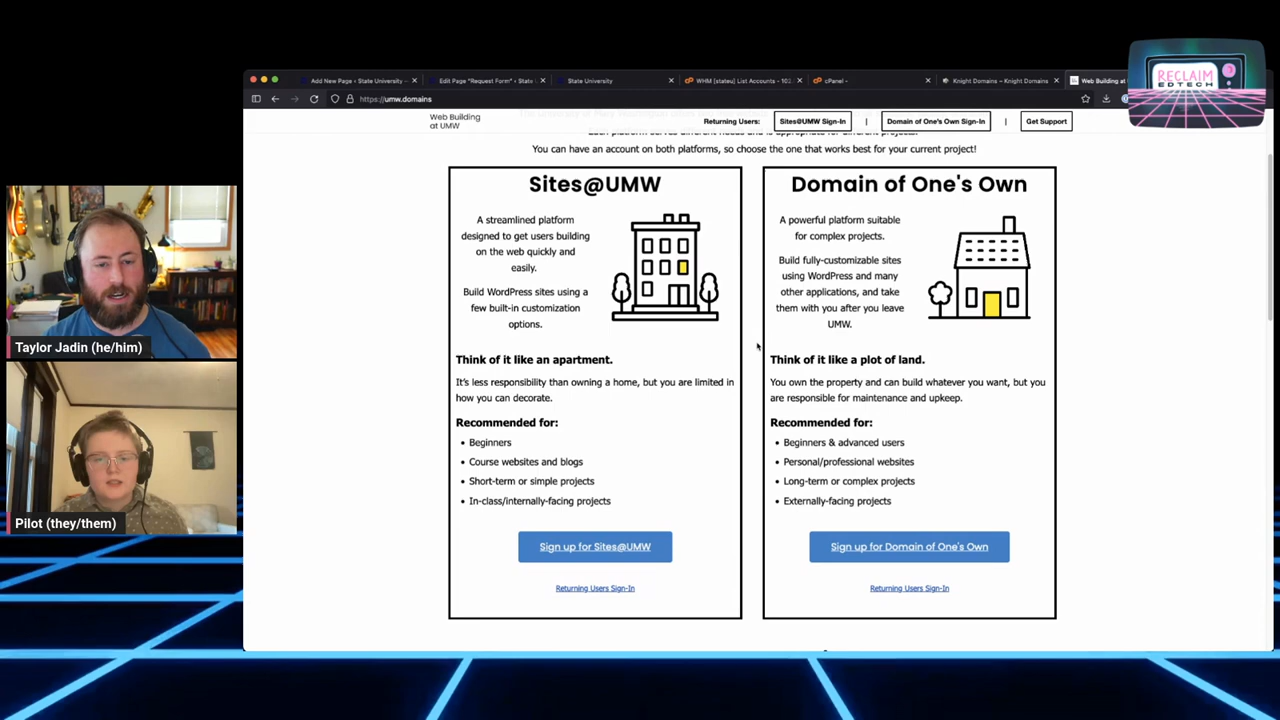 RECLAIM
EDTECH
Add New Page ‹ State University —
Edit Page "Request Form" ‹ State
State University
WHM [stateu] List Accounts - 102.
cPanel -
Knight Domains – Knight Domains
Web Building at
https://umw.domains
Web Building
at UMW
Returning Users:
Sites@UMW Sign-In
|
Domain of One's Own Sign-In
|
Get Support
You can have an account on both platforms, so choose the one that works best for your current project!
Sites@UMW
A streamlined platform
designed to get users building
on the web quickly and
easily.
Build WordPress sites using a
few built-in customization
options.
Think of it like an apartment.
It's less responsibility than owning a home, but you are limited in
how you can decorate.
Recommended for:
• Beginners
• Course websites and blogs
• Short-term or simple projects
• In-class/internally-facing projects
Sign up for Sites@UMW
Returning Users Sign-In
Domain of One's Own
A powerful platform suitable
for complex projects.
Build fully-customizable sites
using WordPress and many
other applications, and take
them with you after you leave
UMW.
Think of it like a plot of land.
You own the property and can build whatever you want, but you
are responsible for maintenance and upkeep.
Recommended for:
• Beginners & advanced users
• Personal/professional websites
• Long-term or complex projects
• Externally-facing projects
Sign up for Domain of One's Own
Returning Users Sign-In
Taylor Jadin (he/him)
Pilot (they/them)